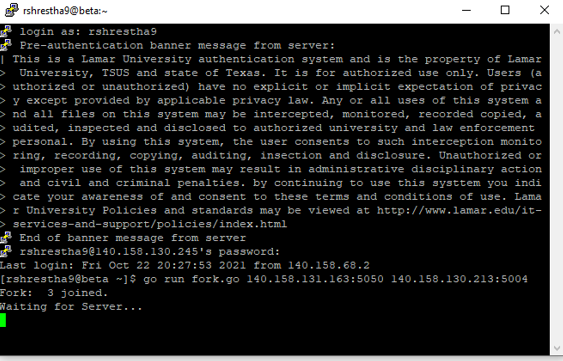 rshrestha9@beta:~
login as: rshrestha9
Pre-authentication banner message from server:
| This is a Lamar University authentication system and is the property of Lamar
> University, TSUS and state of Texas. It is for authorized use only. Users (a
> uthorized or unauthorized) have no explicit or implicit expectation of privac
> y except provided by applicable privacy law. Any or all uses of this system a
> nd all files on this system may be intercepted, monitored, recorded copied, a
> udited, inspected and disclosed to authorized university and law enforcement
> personal. By using this system, the user consents to such interception monito
> ring, recording, copying, auditing, insection and disclosure. Unauthorized or
> improper use of this system may result in administrative disciplinary action
> and civil and criminal penalties. by continuing to use this system you indi
> cate your awareness of and consent to these terms and conditions of use. Lama
> r University Policies and standards may be viewed at http://www.lamar.edu/it-
> services-and-support/policies/index.html
End of banner message from server
rshrestha9@140.158.130.245's password:
Last login: Fri Oct 22 20:27:53 2021 from 140.158.68.2
[rshrestha9@beta ~]$ go run fork.go 140.158.131.163:5050 140.158.130.213:5004
Fork:  3 joined.
Waiting for Server...